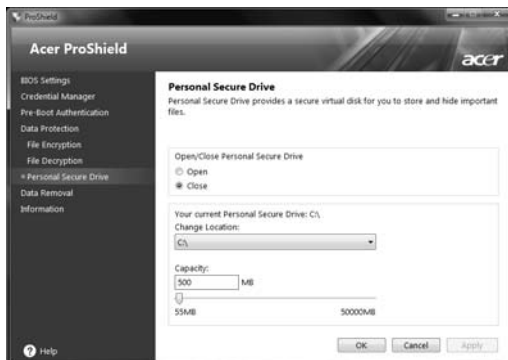 ProShield
Acer ProShield
acer
BIOS Settings
Credential Manager
Pre-Boot Authentication
Data Protection
File Encryption
File Decryption
Personal Secure Drive
Data Removal
Information
Help
Personal Secure Drive
Personal Secure Drive provides a secure virtual disk for you to store and hide important
files.
Open/Close Personal Secure Drive
Open
Close
Your current Personal Secure Drive: C:\
Change Location:
C:\
Capacity:
500 MB
55MB 50000MB
OK Cancel Apply